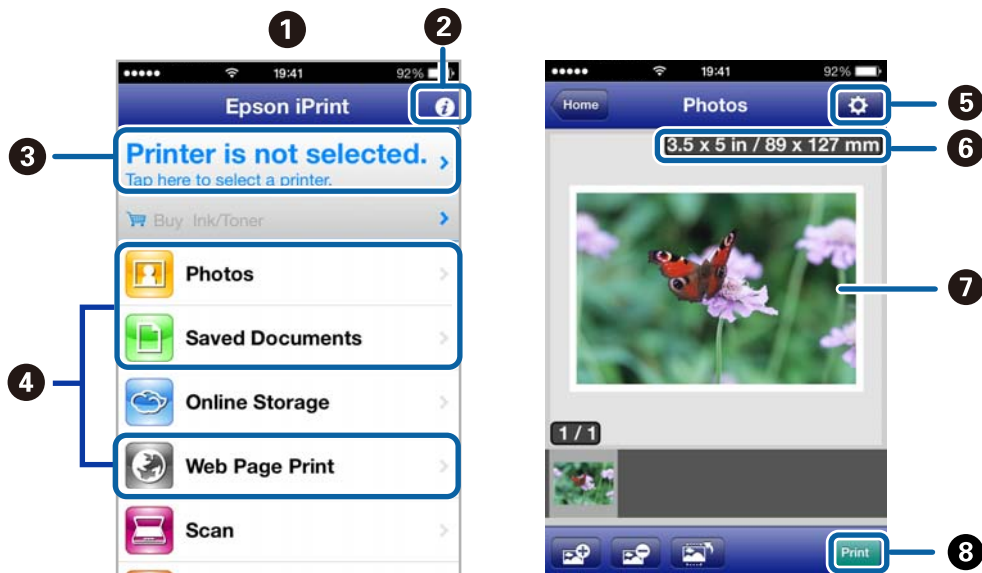 1
2
19:41
92%
Epson iPrint
i
3
Printer is not selected.
Tap here to select a printer.
Buy Ink/Toner
4
Photos
Saved Documents
Online Storage
Web Page Print
Scan
19:41
92%
Home
Photos
5
3.5 x 5 in / 89 x 127 mm
6
7
1 / 1
Print
8